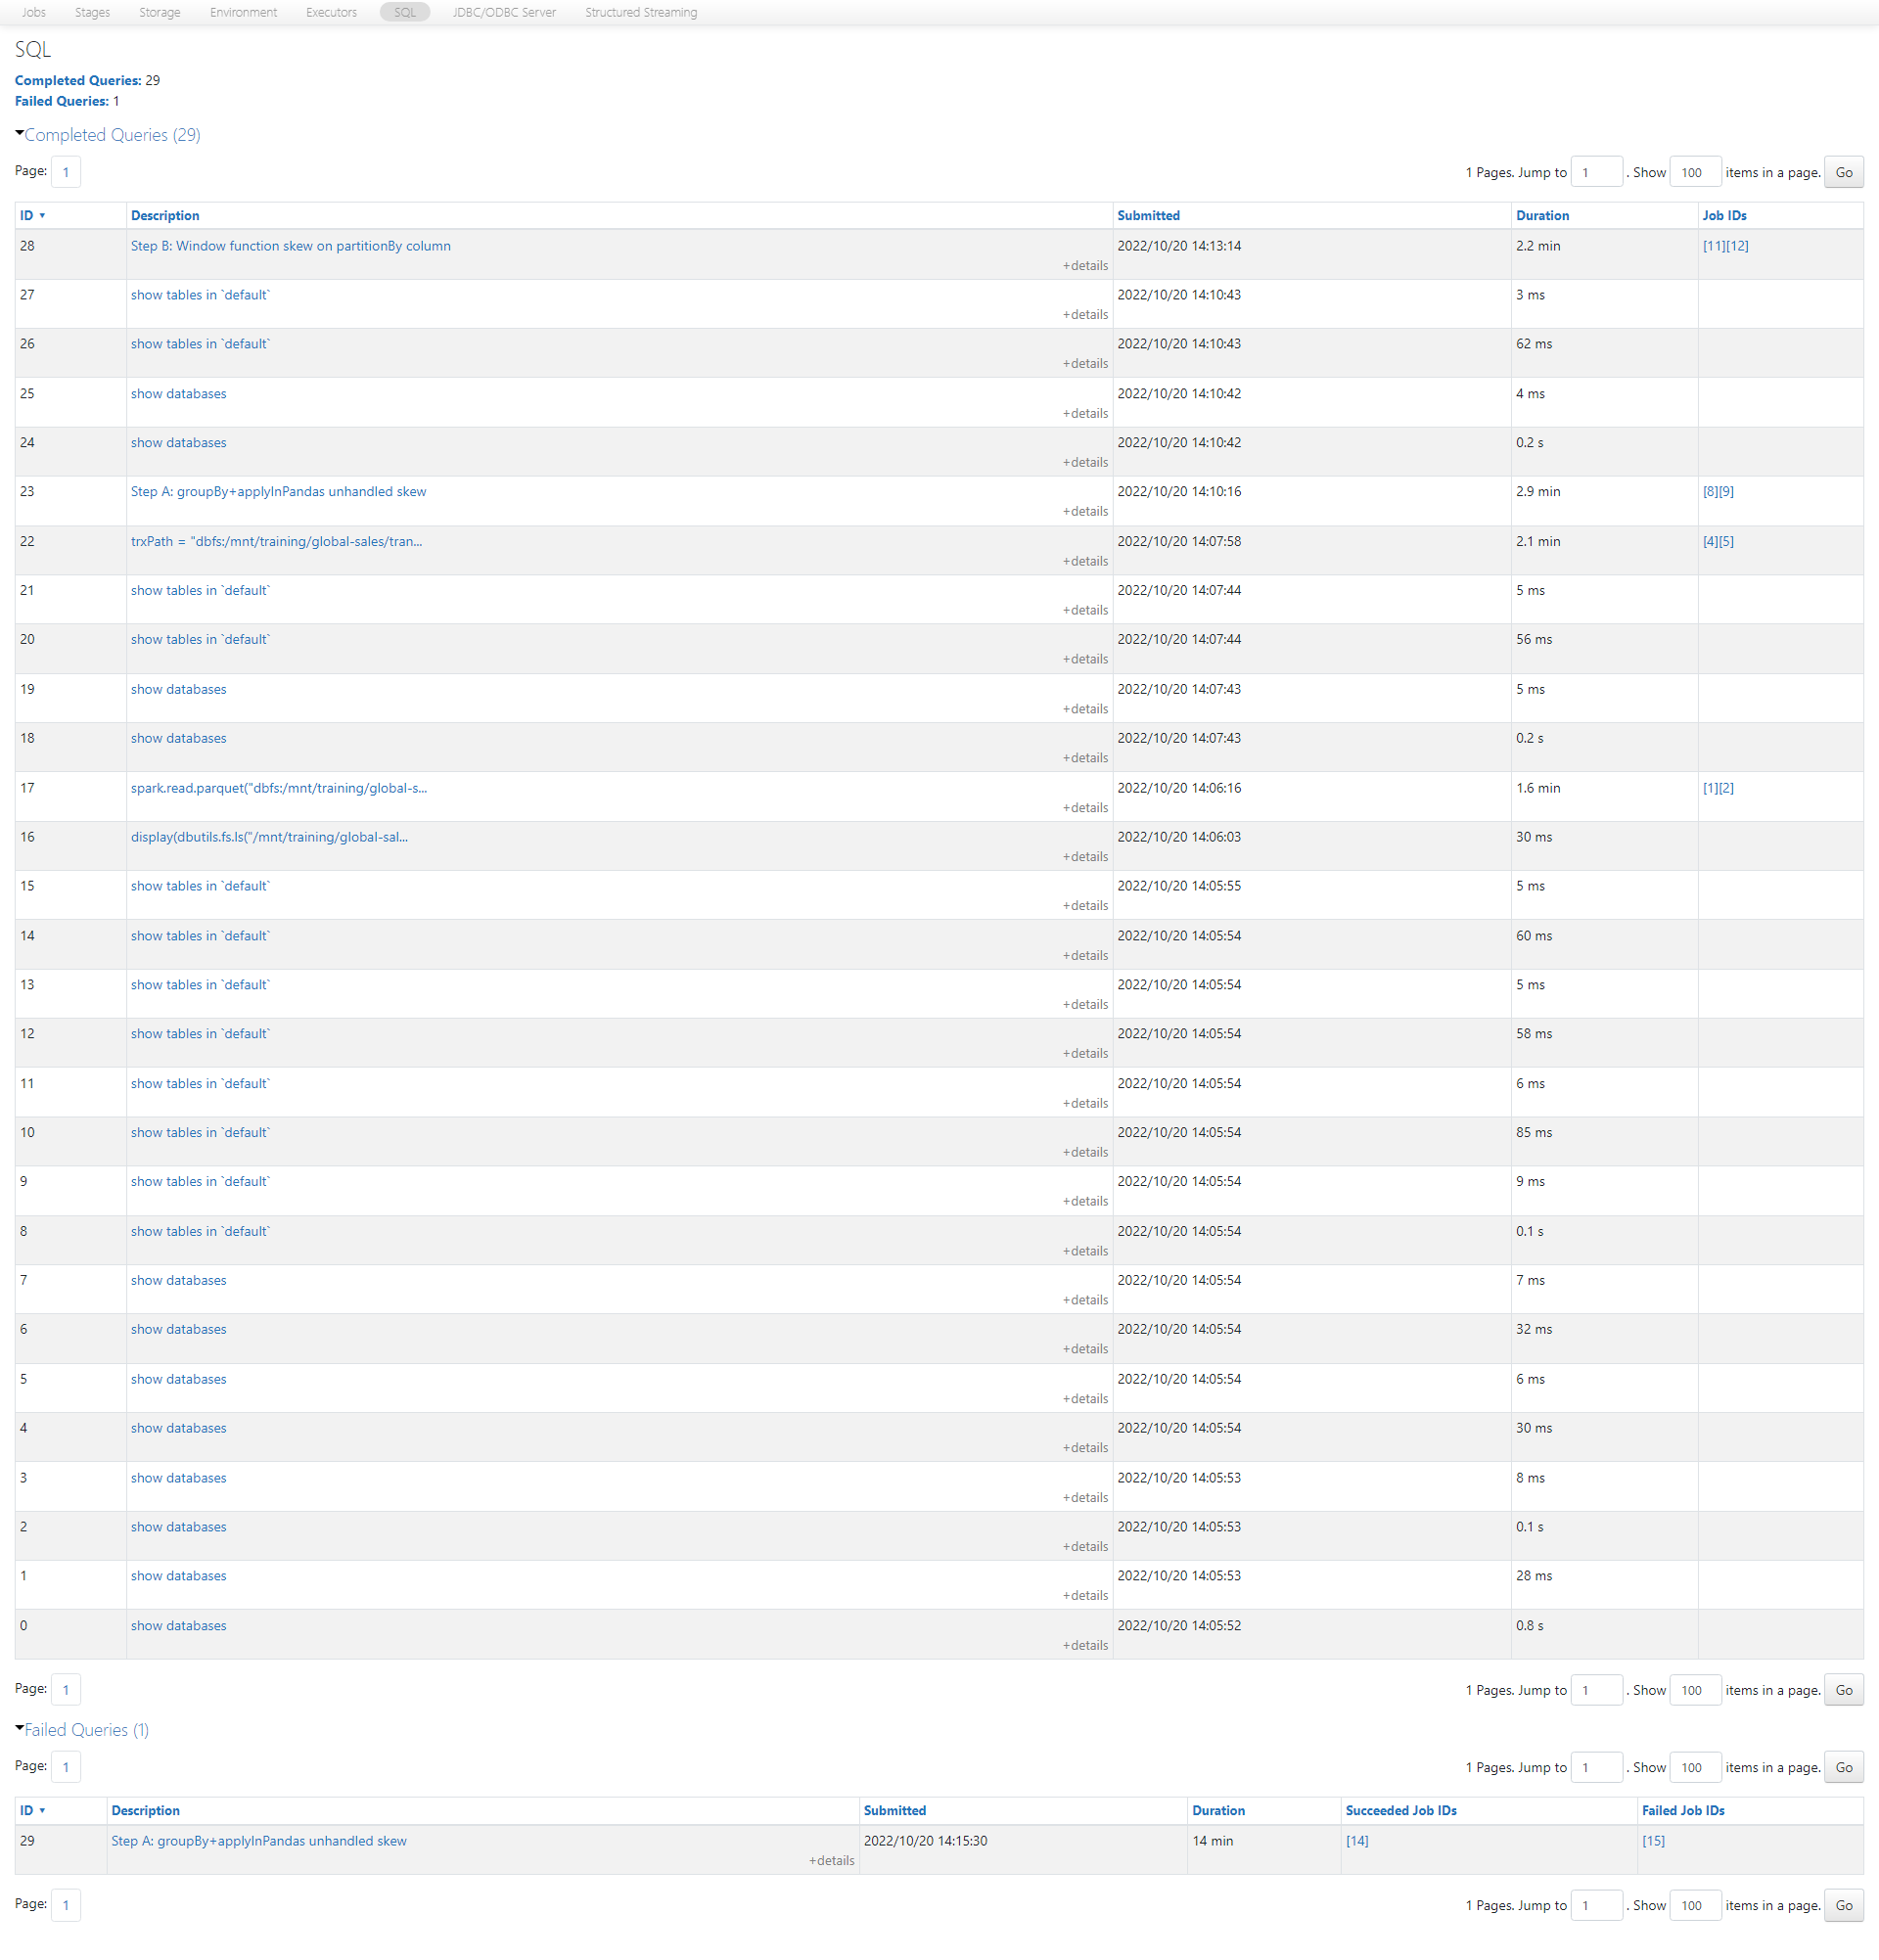 Jobs Stages Storage Environment Executors SQL JDBC/ODBC Server Structured Streaming
SQL
Completed Queries: 29
Failed Queries: 1
Completed Queries (29)
Page: 1 1 Pages. Jump to 1 . Show 100 items in a page. Go
ID ▾ Description Submitted Duration Job IDs
28 Step B: Window function skew on partitionBy column 2022/10/20 14:13:14 2.2 min [11][12]
+details
27 show tables in `default` 2022/10/20 14:10:43 3 ms
+details
26 show tables in `default` 2022/10/20 14:10:43 62 ms
+details
25 show databases 2022/10/20 14:10:42 4 ms
+details
24 show databases 2022/10/20 14:10:42 0.2 s
+details
23 Step A: groupBy+applyInPandas unhandled skew 2022/10/20 14:10:16 2.9 min [8][9]
+details
22 trxPath = "dbfs:/mnt/training/global-sales/tran... 2022/10/20 14:07:58 2.1 min [4][5]
+details
21 show tables in `default` 2022/10/20 14:07:44 5 ms
+details
20 show tables in `default` 2022/10/20 14:07:44 56 ms
+details
19 show databases 2022/10/20 14:07:43 5 ms
+details
18 show databases 2022/10/20 14:07:43 0.2 s
+details
17 spark.read.parquet("dbfs:/mnt/training/global-s... 2022/10/20 14:06:16 1.6 min [1][2]
+details
16 display(dbutils.fs.ls("/mnt/training/global-sal... 2022/10/20 14:06:03 30 ms
+details
15 show tables in `default` 2022/10/20 14:05:55 5 ms
+details
14 show tables in `default` 2022/10/20 14:05:54 60 ms
+details
13 show tables in `default` 2022/10/20 14:05:54 5 ms
+details
12 show tables in `default` 2022/10/20 14:05:54 58 ms
+details
11 show tables in `default` 2022/10/20 14:05:54 6 ms
+details
10 show tables in `default` 2022/10/20 14:05:54 85 ms
+details
9 show tables in `default` 2022/10/20 14:05:54 9 ms
+details
8 show tables in `default` 2022/10/20 14:05:54 0.1 s
+details
7 show databases 2022/10/20 14:05:54 7 ms
+details
6 show databases 2022/10/20 14:05:54 32 ms
+details
5 show databases 2022/10/20 14:05:54 6 ms
+details
4 show databases 2022/10/20 14:05:54 30 ms
+details
3 show databases 2022/10/20 14:05:53 8 ms
+details
2 show databases 2022/10/20 14:05:53 0.1 s
+details
1 show databases 2022/10/20 14:05:53 28 ms
+details
0 show databases 2022/10/20 14:05:52 0.8 s
+details
Page: 1 1 Pages. Jump to 1 . Show 100 items in a page. Go
Failed Queries (1)
Page: 1 1 Pages. Jump to 1 . Show 100 items in a page. Go
ID ▾ Description Submitted Duration Succeeded Job IDs Failed Job IDs
29 Step A: groupBy+applyInPandas unhandled skew 2022/10/20 14:15:30 14 min [14] [15]
+details
Page: 1 1 Pages. Jump to 1 . Show 100 items in a page. Go